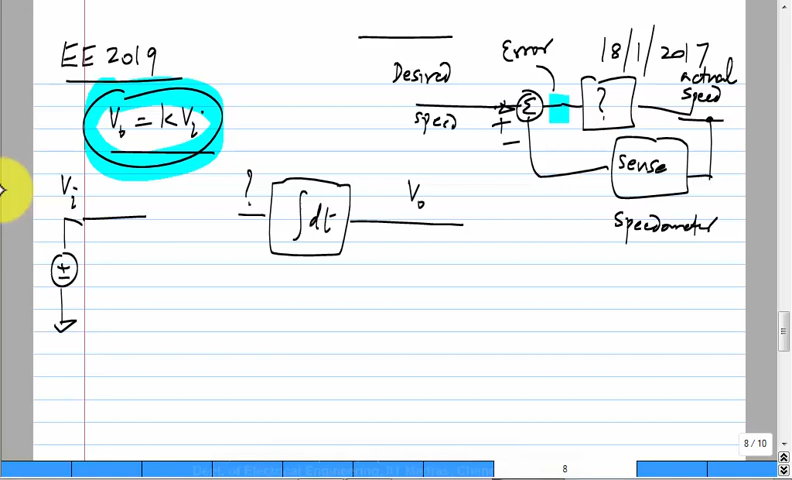 EE 2019
18/1/2017
V₀ = k Vᵢ
Desired
speed
Error
Σ
+
−
?
actual
speed
sense
speedometer
Vᵢ
±
?
∫dt
V₀
8 / 10
Dept. of Electrical Engineering, IIT Madras, Chennai
8